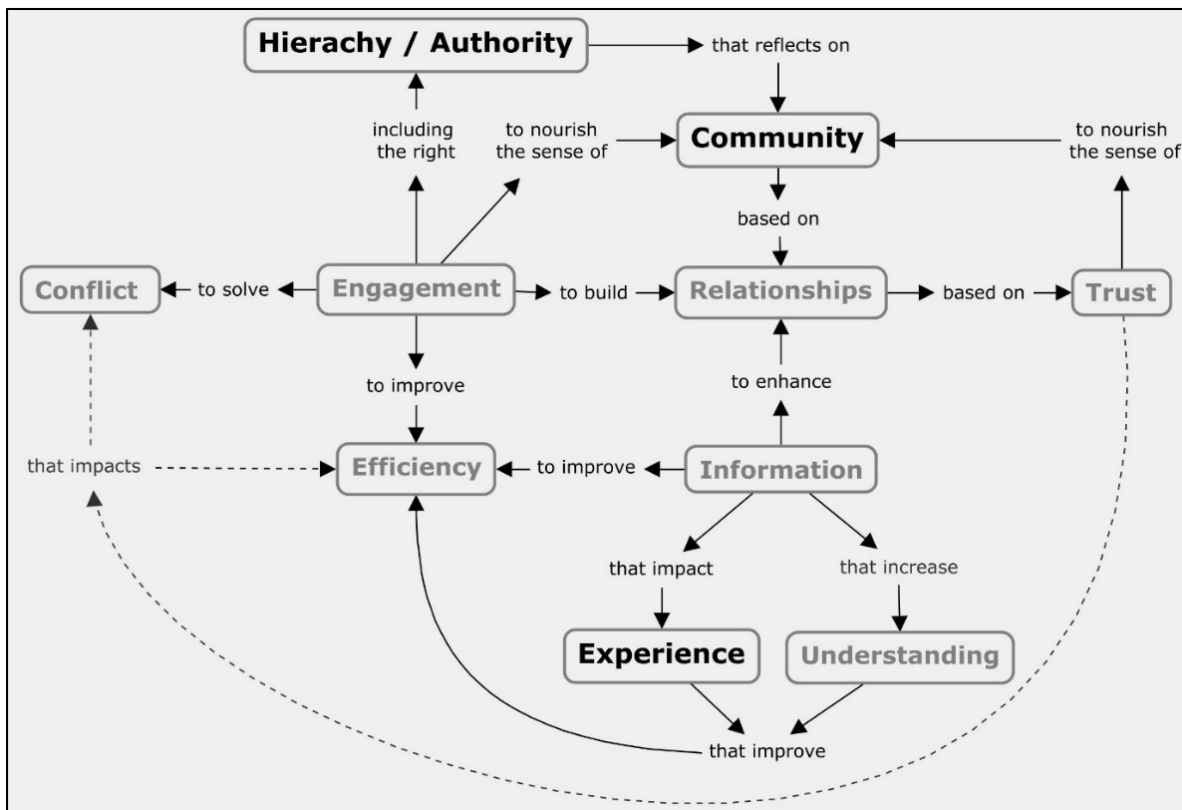 Hierachy / Authority
that reflects on
including
the right
to nourish
the sense of
Community
to nourish
the sense of
based on
Conflict
to solve
Engagement
to build
Relationships
based on
Trust
to improve
to enhance
that impacts
Efficiency
to improve
Information
that impact
that increase
Experience
Understanding
that improve